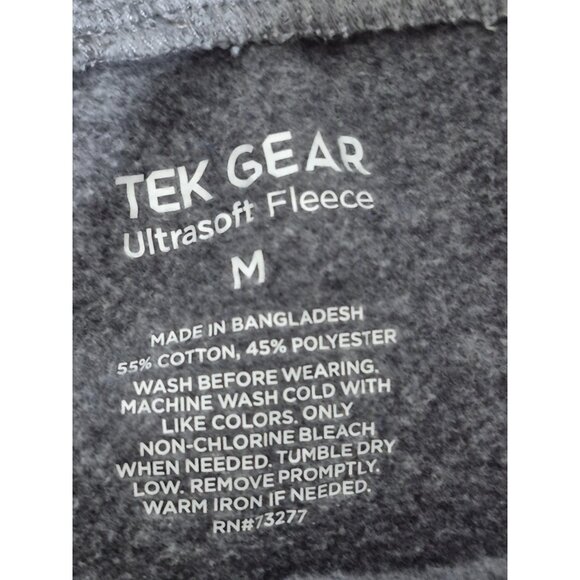 TEK GEAR
Ultrasoft Fleece
M
MADE IN BANGLADESH
55% COTTON, 45% POLYESTER
WASH BEFORE WEARING.
MACHINE WASH COLD WITH
LIKE COLORS. ONLY
NON-CHLORINE BLEACH
WHEN NEEDED. TUMBLE DRY
LOW. REMOVE PROMPTLY.
WARM IRON IF NEEDED.
RN#73277